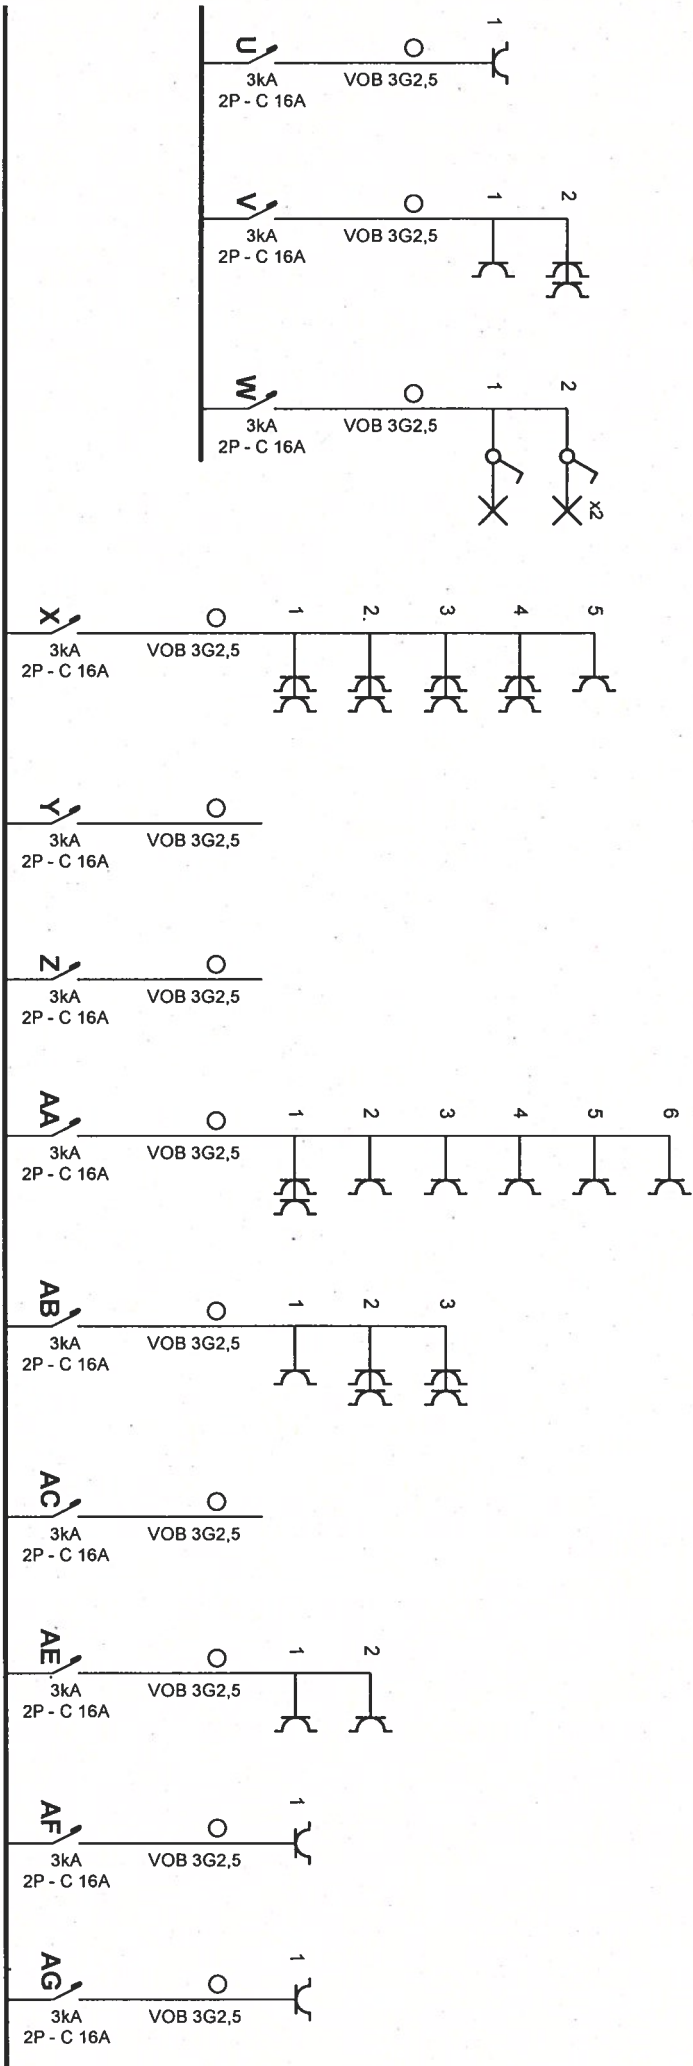 U
3kA
2P - C 16A
VOB 3G2,5
1
V
3kA
2P - C 16A
VOB 3G2,5
1
2
W
3kA
2P - C 16A
VOB 3G2,5
1
2
x2
X
3kA
2P - C 16A
VOB 3G2,5
1
2
3
4
5
Y
3kA
2P - C 16A
VOB 3G2,5
Z
3kA
2P - C 16A
VOB 3G2,5
AA
3kA
2P - C 16A
VOB 3G2,5
1
2
3
4
5
6
AB
3kA
2P - C 16A
VOB 3G2,5
1
2
3
AC
3kA
2P - C 16A
VOB 3G2,5
AE
3kA
2P - C 16A
VOB 3G2,5
1
2
AF
3kA
2P - C 16A
VOB 3G2,5
1
AG
3kA
2P - C 16A
VOB 3G2,5
1